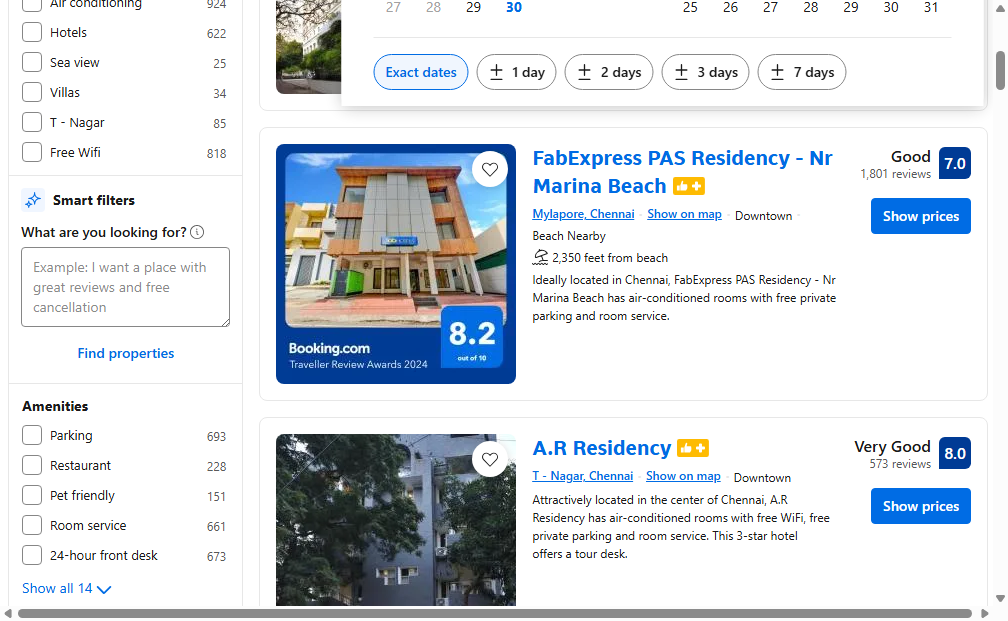 Air conditioning 924
Hotels 622
Sea view 25
Villas 34
T - Nagar 85
Free Wifi 818
Smart filters
What are you looking for?
Example: I want a place with
great reviews and free
cancellation
Find properties
Amenities
Parking 693
Restaurant 228
Pet friendly 151
Room service 661
24-hour front desk 673
Show all 14
27 28 29 30 25 26 27 28 29 30 31
Exact dates
± 1 day
± 2 days
± 3 days
± 7 days
Booking.com
Traveller Review Awards 2024
8.2
out of 10
FabExpress PAS Residency - Nr
Marina Beach
Mylapore, Chennai Show on map Downtown
Beach Nearby
2,350 feet from beach
Ideally located in Chennai, FabExpress PAS Residency - Nr
Marina Beach has air-conditioned rooms with free private
parking and room service.
Good
1,801 reviews
7.0
Show prices
A.R Residency
T - Nagar, Chennai Show on map Downtown
Attractively located in the center of Chennai, A.R
Residency has air-conditioned rooms with free WiFi, free
private parking and room service. This 3-star hotel
offers a tour desk.
Very Good
573 reviews
8.0
Show prices